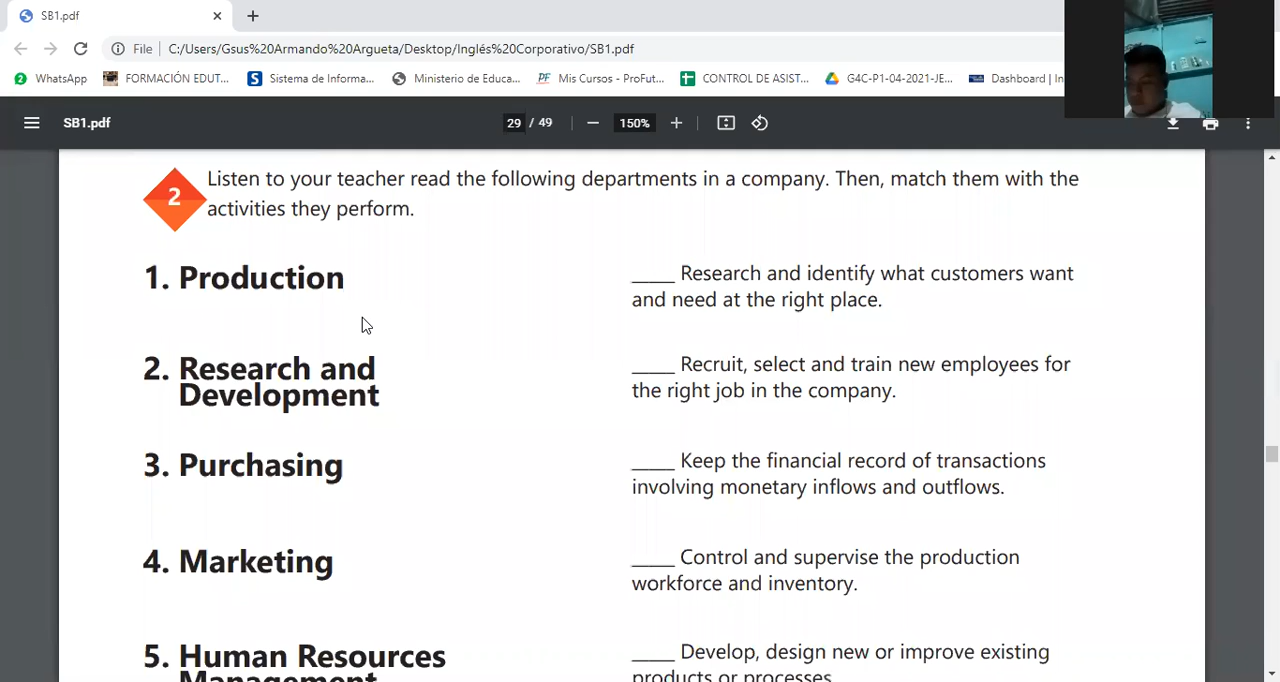 SB1.pdf
File C:/Users/Gsus%20Armando%20Argueta/Desktop/Inglés%20Corporativo/SB1.pdf
2 WhatsApp FORMACIÓN EDUT... S Sistema de Informa... Ministerio de Educa... PF Mis Cursos - ProFut... CONTROL DE ASIST... G4C-P1-04-2021-JE... Dashboard | In
SB1.pdf 29 / 49 150%
2 Listen to your teacher read the following departments in a company. Then, match them with the
activities they perform.
1. Production
_____ Research and identify what customers want
and need at the right place.
2. Research and
Development
_____ Recruit, select and train new employees for
the right job in the company.
3. Purchasing
_____ Keep the financial record of transactions
involving monetary inflows and outflows.
4. Marketing
_____ Control and supervise the production
workforce and inventory.
5. Human Resources
Management
_____ Develop, design new or improve existing
products or processes